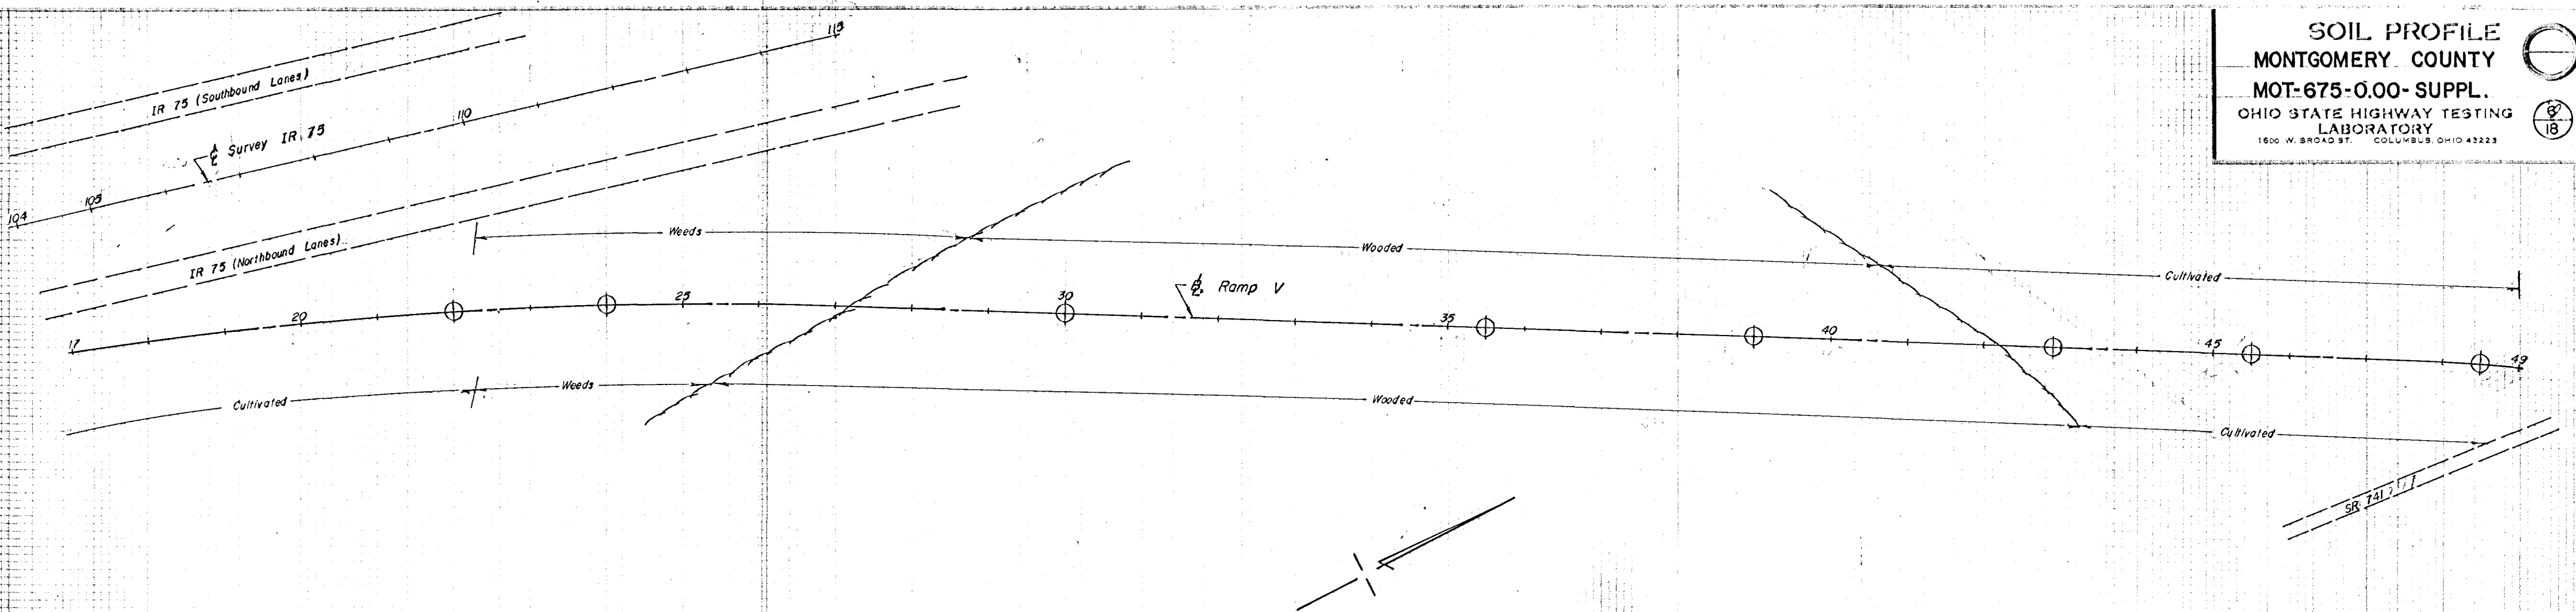 SOIL PROFILE
MONTGOMERY COUNTY
MOT-675-0.00-SUPPL.
OHIO STATE HIGHWAY TESTING
LABORATORY
1600 W. BROAD ST. COLUMBUS, OHIO 43223
18
115
IR 75 (Southbound Lanes)
110
℄ Survey IR 75
105
104
IR 75 (Northbound Lanes)
Weeds
Wooded
Cultivated
17
20
25
30
℄ Ramp V
35
40
45
49
Cultivated
Weeds
Wooded
Cultivated
SR 741